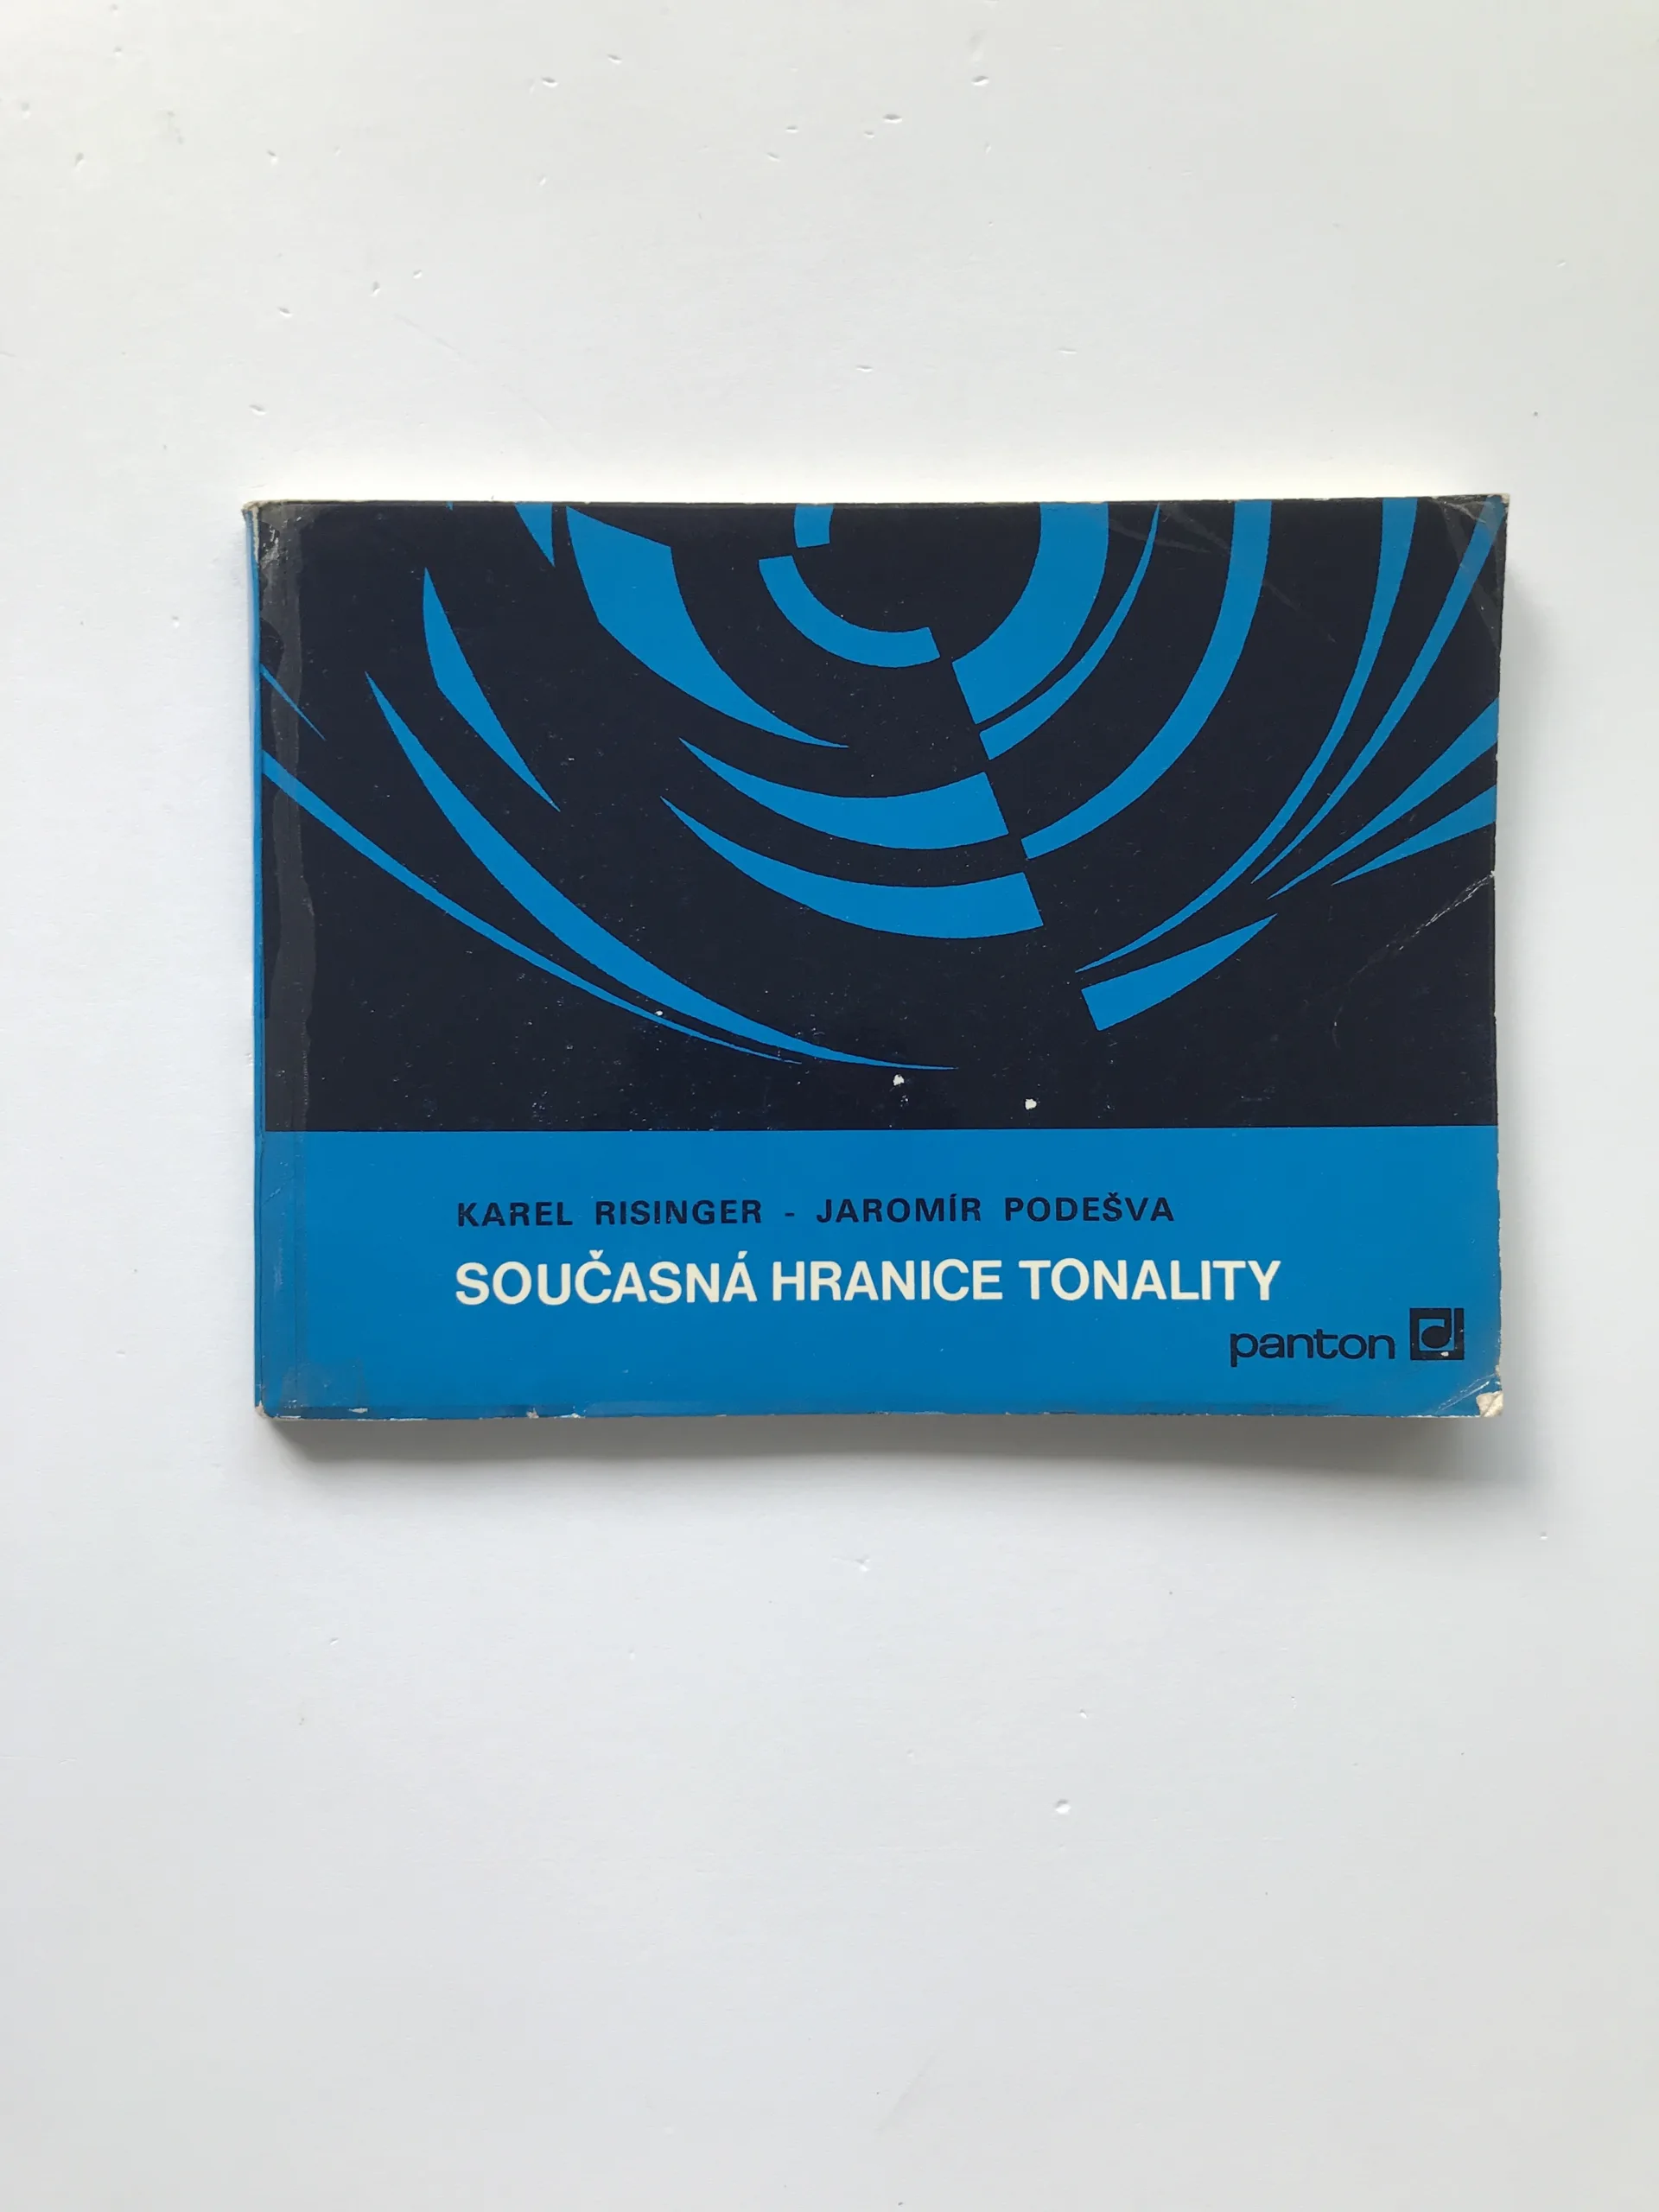 KAREL RISINGER - JAROMÍR PODEŠVA
SOUČASNÁ HRANICE TONALITY
panton